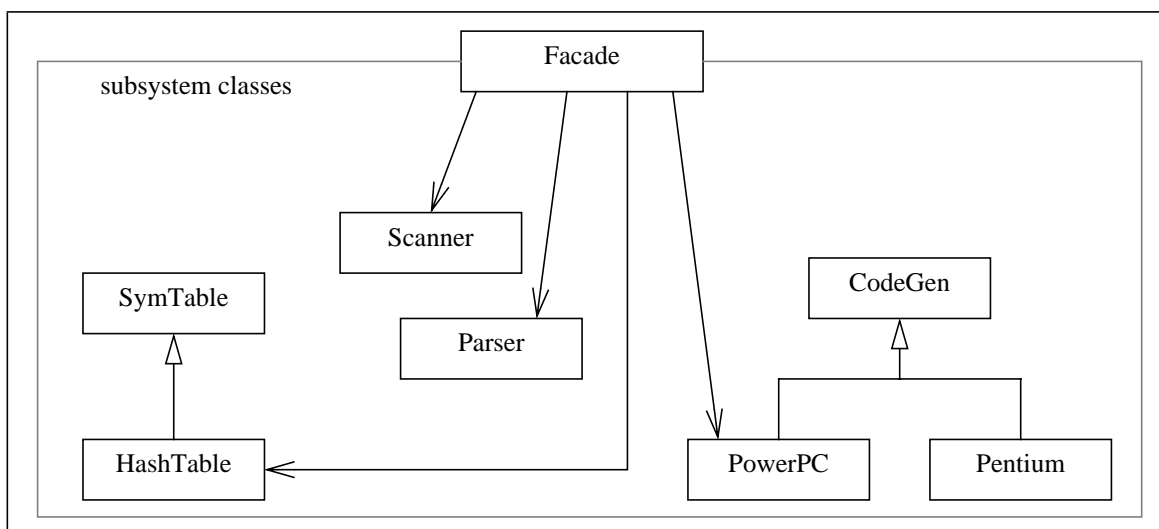 Facade
subsystem classes
Scanner
SymTable
CodeGen
Parser
HashTable
PowerPC
Pentium